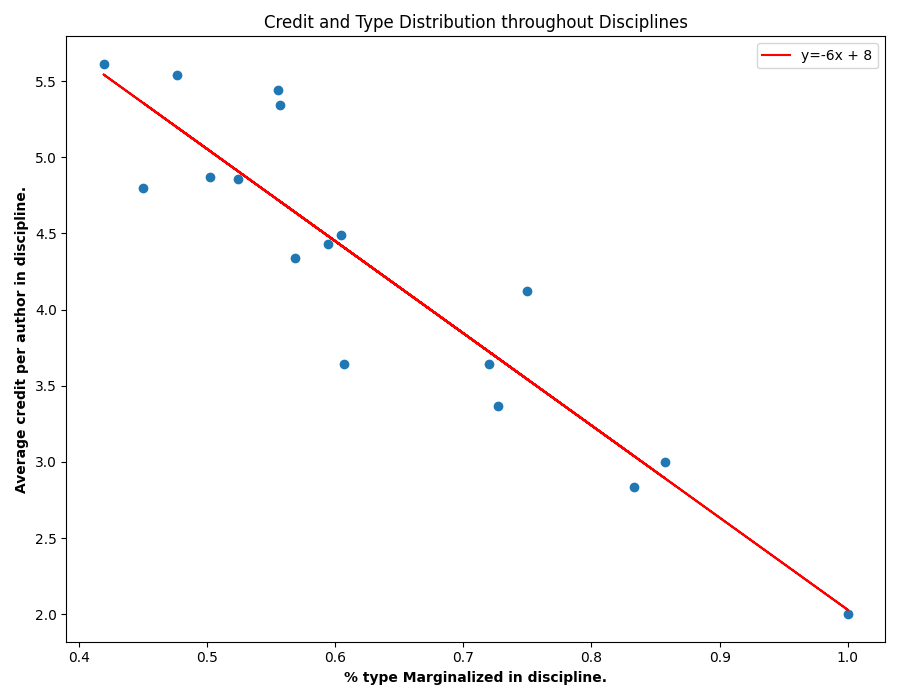 Credit and Type Distribution throughout Disciplines
y=-6x + 8
Average credit per author in discipline.
5.5
5.0
4.5
4.0
3.5
3.0
2.5
2.0
0.4 0.5 0.6 0.7 0.8 0.9 1.0
% type Marginalized in discipline.